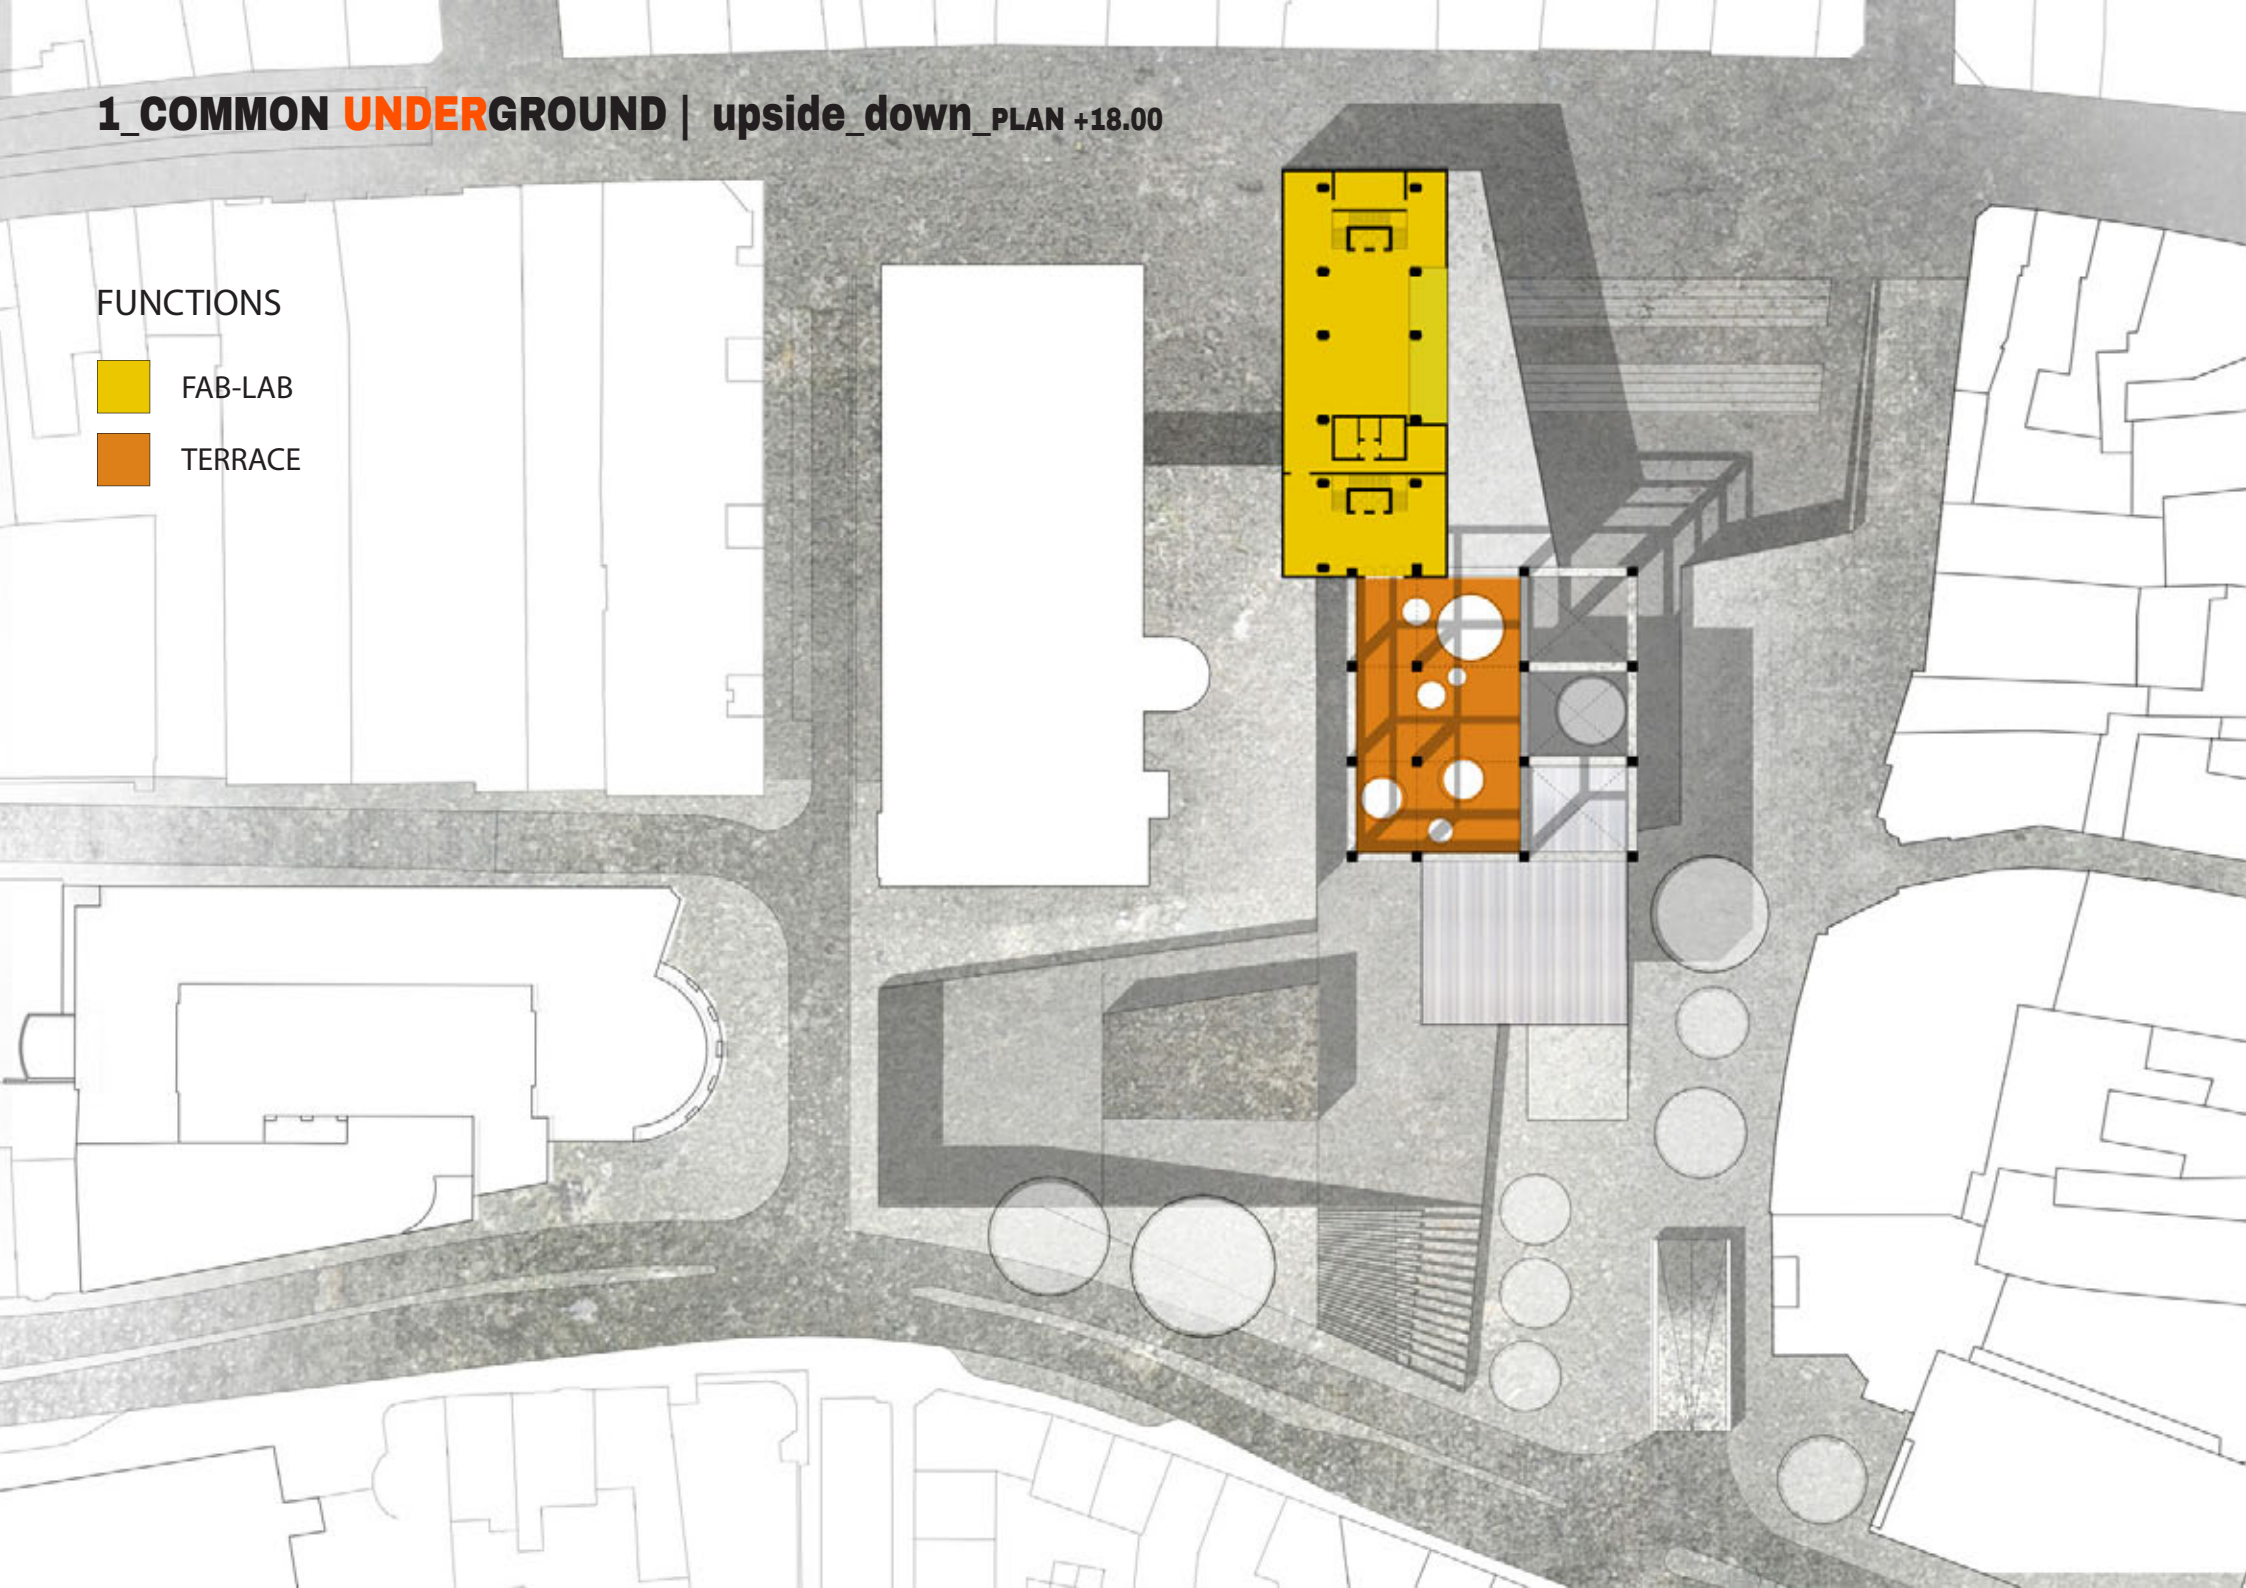 1_COMMON UNDERGROUND | upside_down_PLAN +18.00
FUNCTIONS
FAB-LAB
TERRACE